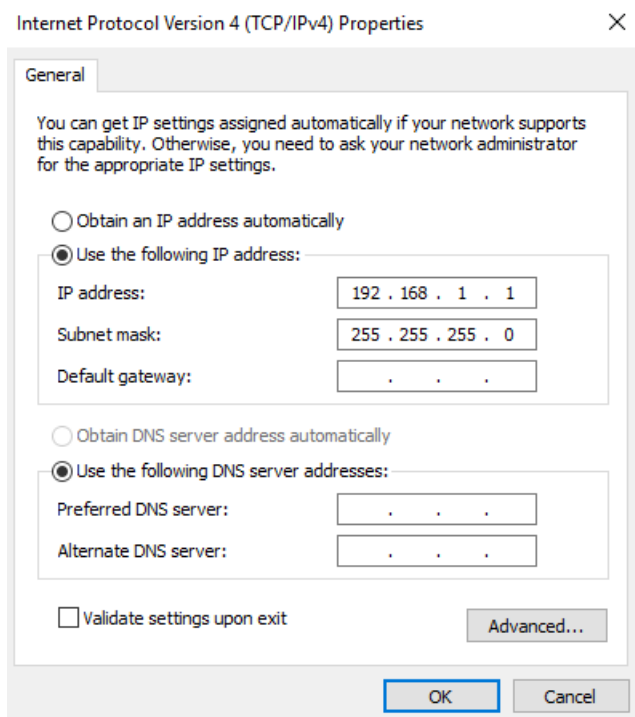 Internet Protocol Version 4 (TCP/IPv4) Properties
General
You can get IP settings assigned automatically if your network supports
this capability. Otherwise, you need to ask your network administrator
for the appropriate IP settings.
Obtain an IP address automatically
Use the following IP address:
IP address: 192 . 168 . 1 . 1
Subnet mask: 255 . 255 . 255 . 0
Default gateway: . . .
Obtain DNS server address automatically
Use the following DNS server addresses:
Preferred DNS server: . . .
Alternate DNS server: . . .
Validate settings upon exit
Advanced...
OK Cancel